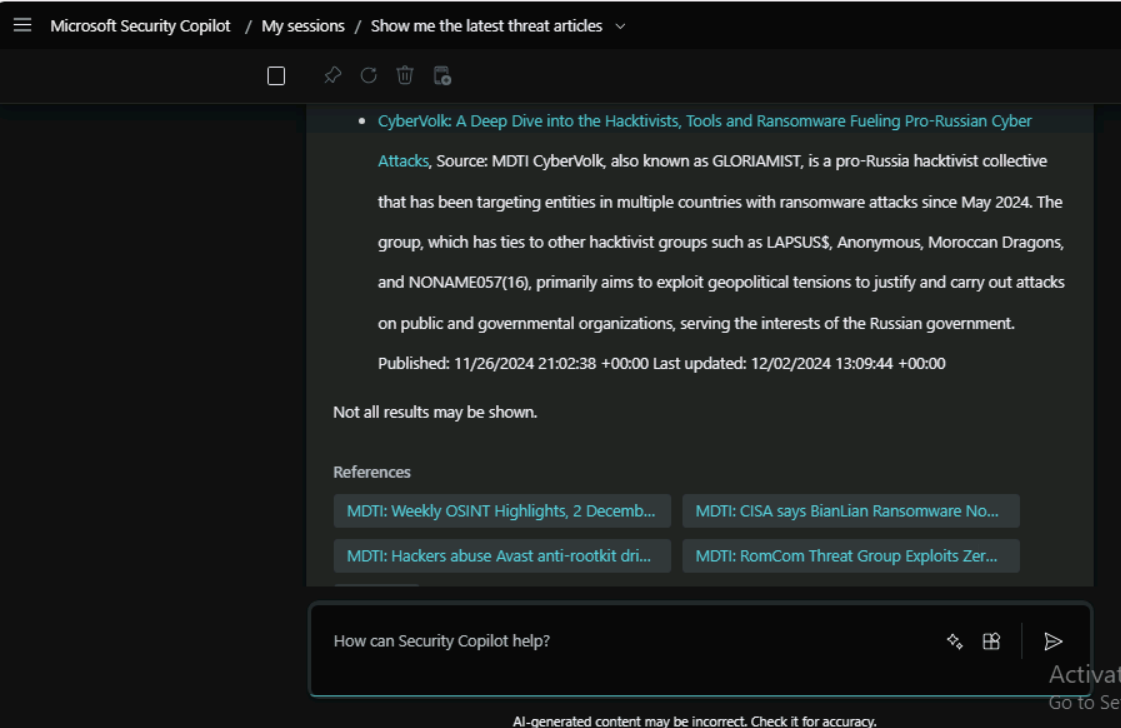 Microsoft Security Copilot / My sessions / Show me the latest threat articles
• CyberVolk: A Deep Dive into the Hacktivists, Tools and Ransomware Fueling Pro-Russian Cyber
Attacks, Source: MDTI CyberVolk, also known as GLORIAMIST, is a pro-Russia hacktivist collective
that has been targeting entities in multiple countries with ransomware attacks since May 2024. The
group, which has ties to other hacktivist groups such as LAPSUS$, Anonymous, Moroccan Dragons,
and NONAME057(16), primarily aims to exploit geopolitical tensions to justify and carry out attacks
on public and governmental organizations, serving the interests of the Russian government.
Published: 11/26/2024 21:02:38 +00:00 Last updated: 12/02/2024 13:09:44 +00:00
Not all results may be shown.
References
MDTI: Weekly OSINT Highlights, 2 Decemb... MDTI: CISA says BianLian Ransomware No...
MDTI: Hackers abuse Avast anti-rootkit dri... MDTI: RomCom Threat Group Exploits Zer...
How can Security Copilot help?
Activat
Go to Se
AI-generated content may be incorrect. Check it for accuracy.